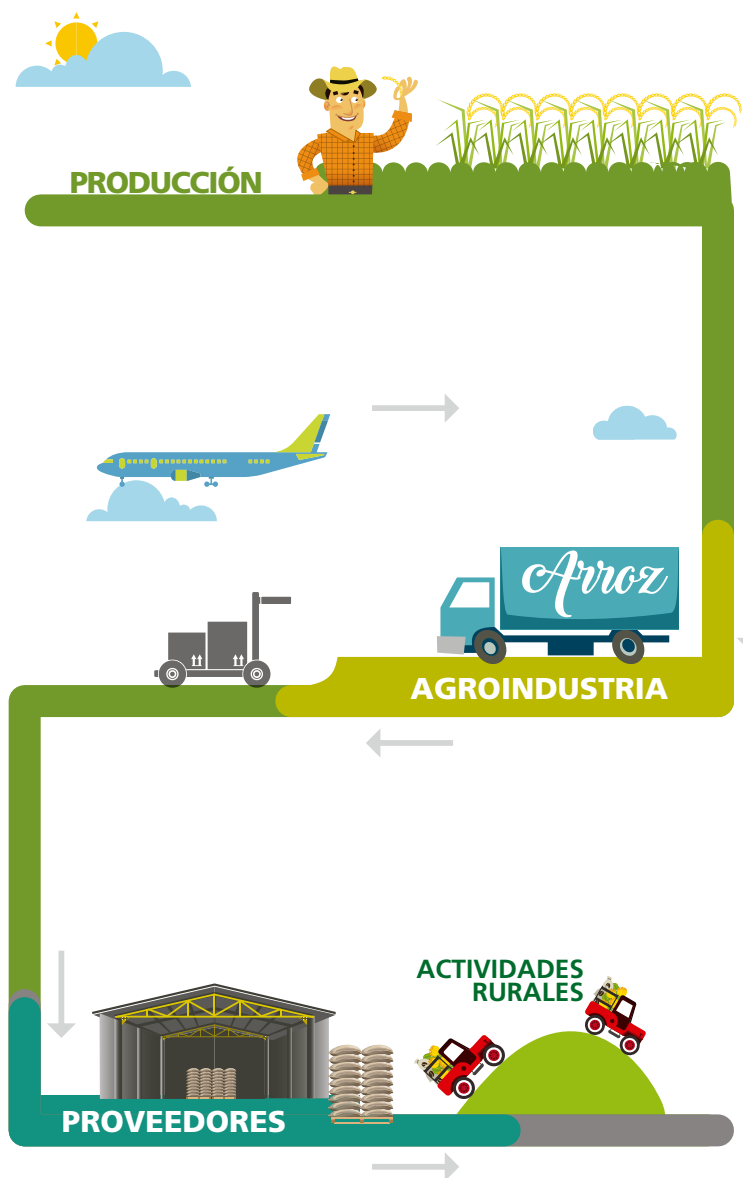 PRODUCCIÓN
Arroz
AGROINDUSTRIA
ACTIVIDADES
RURALES
PROVEEDORES